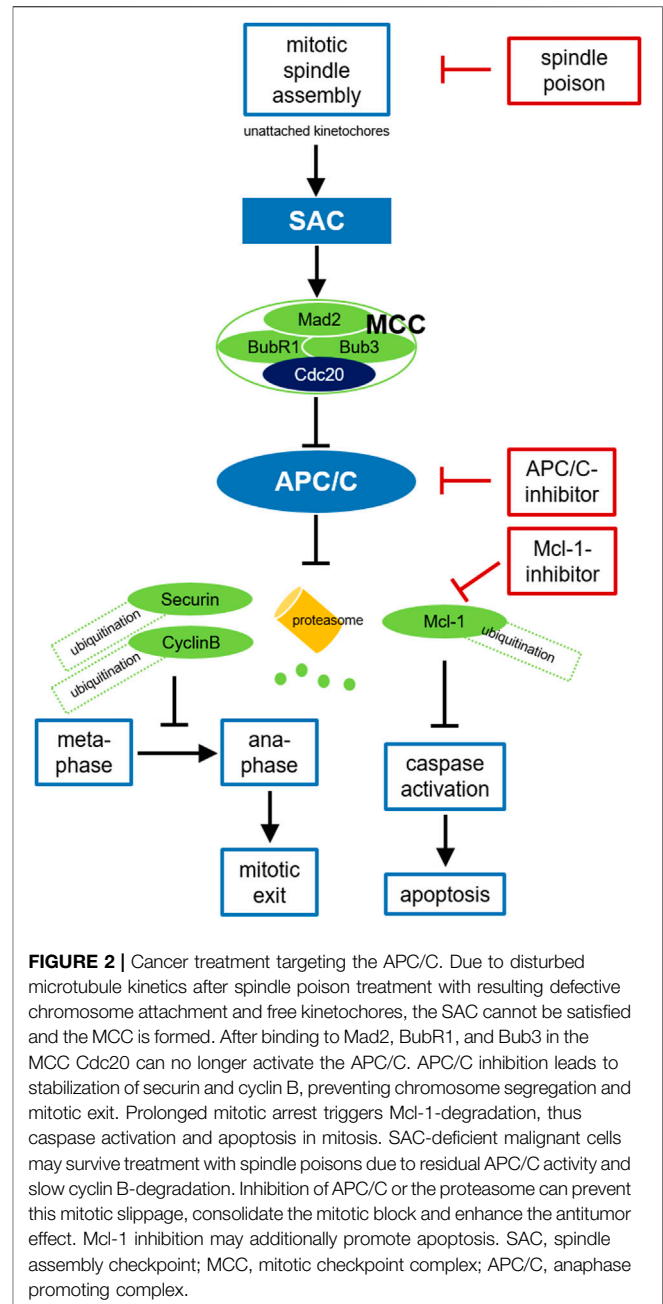 mitotic
spindle
assembly
spindle
poison
unattached kinetochores
SAC
Mad2
MCC
BubR1
Bub3
Cdc20
APC/C
APC/C-
inhibitor
Mcl-1-
inhibitor
Securin
ubiquitination
CyclinB
ubiquitination
proteasome
Mcl-1
ubiquitination
meta-
phase
ana-
phase
caspase
activation
mitotic
exit
apoptosis
FIGURE 2 | Cancer treatment targeting the APC/C. Due to disturbed
microtubule kinetics after spindle poison treatment with resulting defective
chromosome attachment and free kinetochores, the SAC cannot be satisfied
and the MCC is formed. After binding to Mad2, BubR1, and Bub3 in the
MCC Cdc20 can no longer activate the APC/C. APC/C inhibition leads to
stabilization of securin and cyclin B, preventing chromosome segregation and
mitotic exit. Prolonged mitotic arrest triggers Mcl-1-degradation, thus
caspase activation and apoptosis in mitosis. SAC-deficient malignant cells
may survive treatment with spindle poisons due to residual APC/C activity and
slow cyclin B-degradation. Inhibition of APC/C or the proteasome can prevent
this mitotic slippage, consolidate the mitotic block and enhance the antitumor
effect. Mcl-1 inhibition may additionally promote apoptosis. SAC, spindle
assembly checkpoint; MCC, mitotic checkpoint complex; APC/C, anaphase
promoting complex.